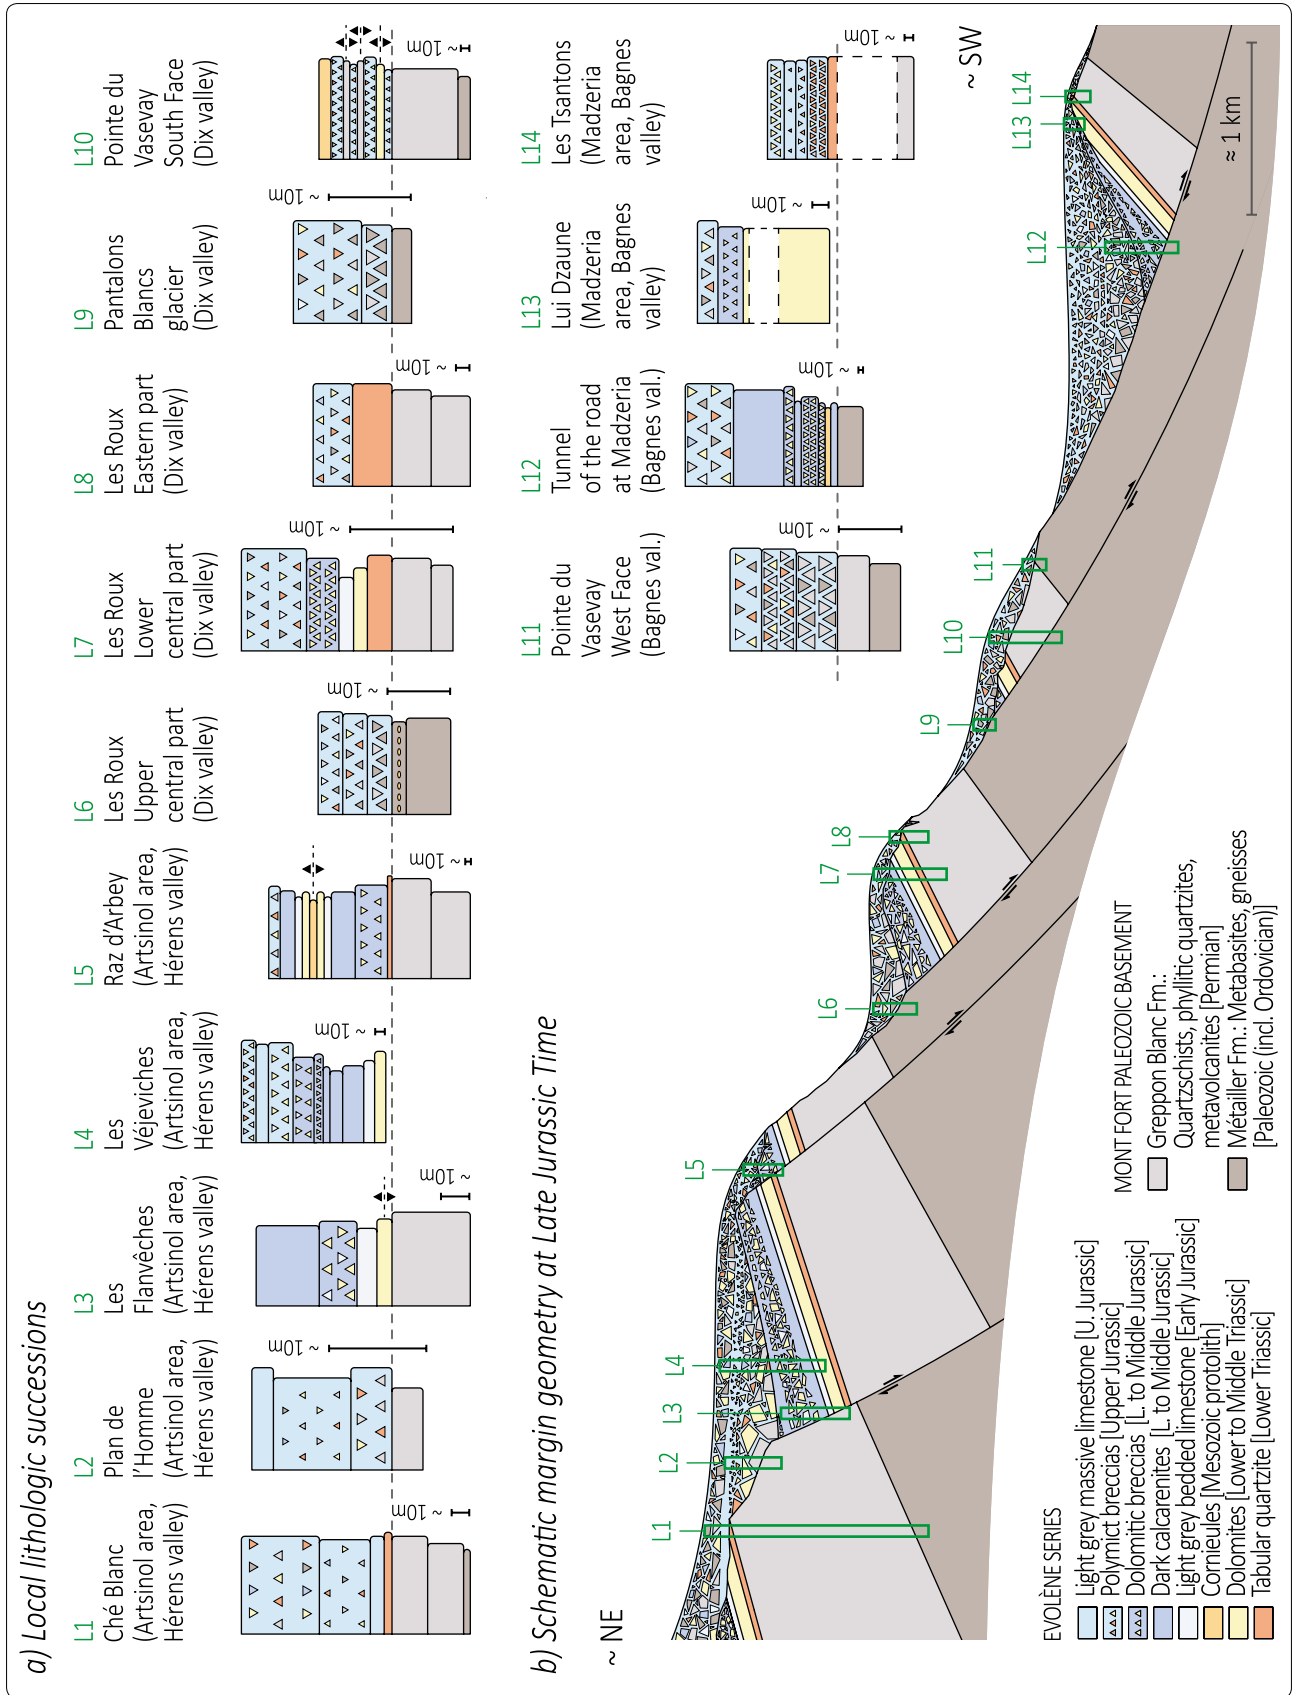 a) Local lithologic successions
L1
Ché Blanc
(Artsinol area,
Hérens valley)
~ 10m
L2
Plan de
l'Homme
(Artsinol area,
Hérens valley)
~ 10m
L3
Les
Flanvêches
(Artsinol area,
Hérens valley)
~ 10m
L4
Les
Véjeviches
(Artsinol area,
Hérens valley)
~ 10m
L5
Raz d'Arbey
(Artsinol area,
Hérens valley)
~ 10m
L6
Les Roux
Upper
central part
(Dix valley)
~ 10m
L7
Les Roux
Lower
central part
(Dix valley)
~ 10m
L8
Les Roux
Eastern part
(Dix valley)
~ 10m
L9
Pantalons
Blancs
glacier
(Dix valley)
~ 10m
L10
Pointe du
Vasevay
South Face
(Dix valley)
~ 10m
L11
Pointe du
Vasevay
West Face
(Bagnes val.)
~ 10m
L12
Tunnel
of the road
at Madzeria
(Bagnes val.)
~ 10m
L13
Lui Dzaune
(Madzeria
area, Bagnes
valley)
~ 10m
L14
Les Tsantons
(Madzeria
area, Bagnes
valley)
~ 10m
b) Schematic margin geometry at Late Jurassic Time
~ NE
~ SW
L1
L2
L3
L4
L5
L6
L7
L8
L9
L10
L11
L12
L13
L14
≈ 1 km
EVOLÈNE SERIES
Light grey massive limestone [U. Jurassic]
Polymict breccias [Upper Jurassic]
Dolomitic breccias [L. to Middle Jurassic]
Dark calcarenites [L. to Middle Jurassic]
Light grey bedded limestone [Early Jurassic]
Cornieules [Mesozoic protolith]
Dolomites [Lower to Middle Triassic]
Tabular quartzite [Lower Triassic]
MONT FORT PALEOZOIC BASEMENT
Greppon Blanc Fm.:
Quartzschists, phyllitic quartzites,
metavolcanites [Permian]
Métailler Fm.: Metabasites, gneisses
[Paleozoic (incl. Ordovician)]